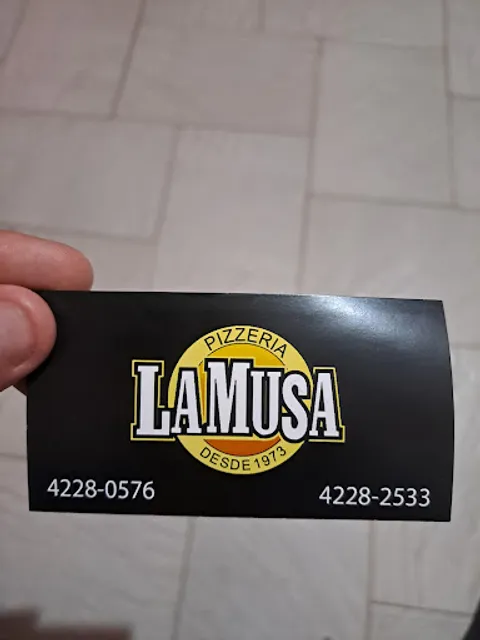 PIZZERIA
LAMUSA
DESDE 1973
4228-0576
4228-2533